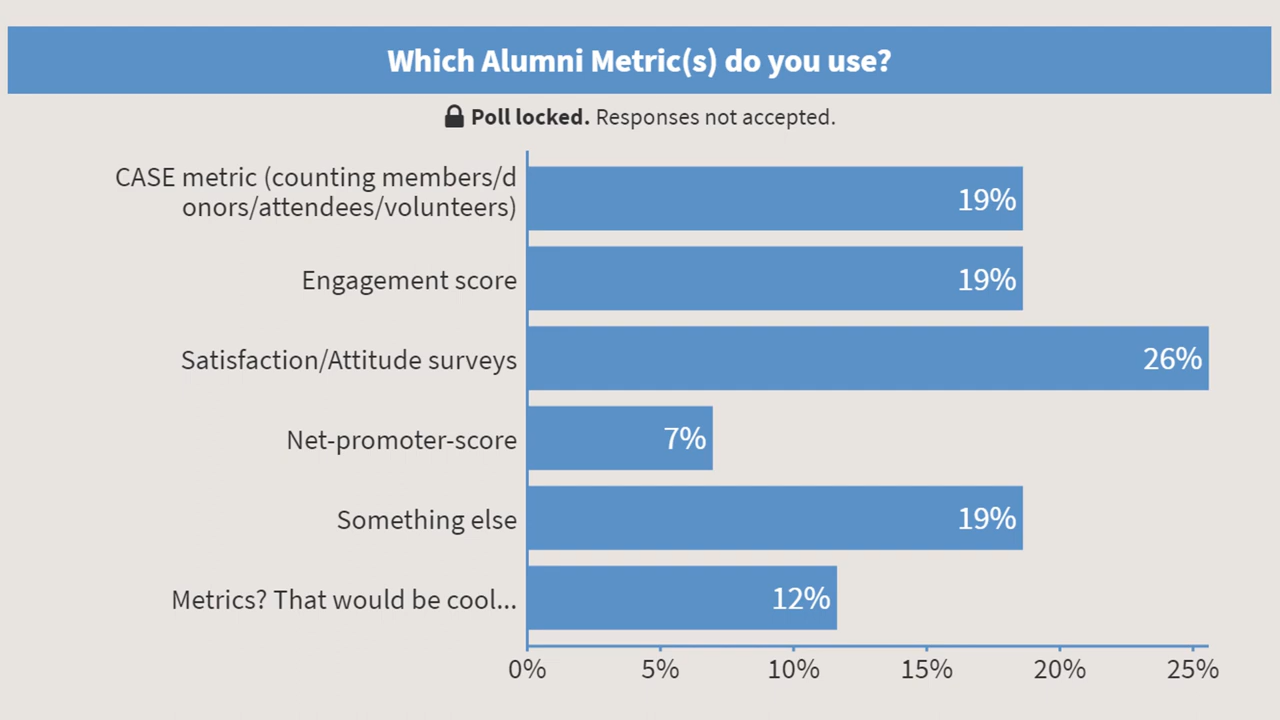 Which Alumni Metric(s) do you use?
Poll locked. Responses not accepted.
CASE metric (counting members/d
onors/attendees/volunteers)
19%
Engagement score
19%
Satisfaction/Attitude surveys
26%
Net-promoter-score
7%
Something else
19%
Metrics? That would be cool...
12%
0% 5% 10% 15% 20% 25%